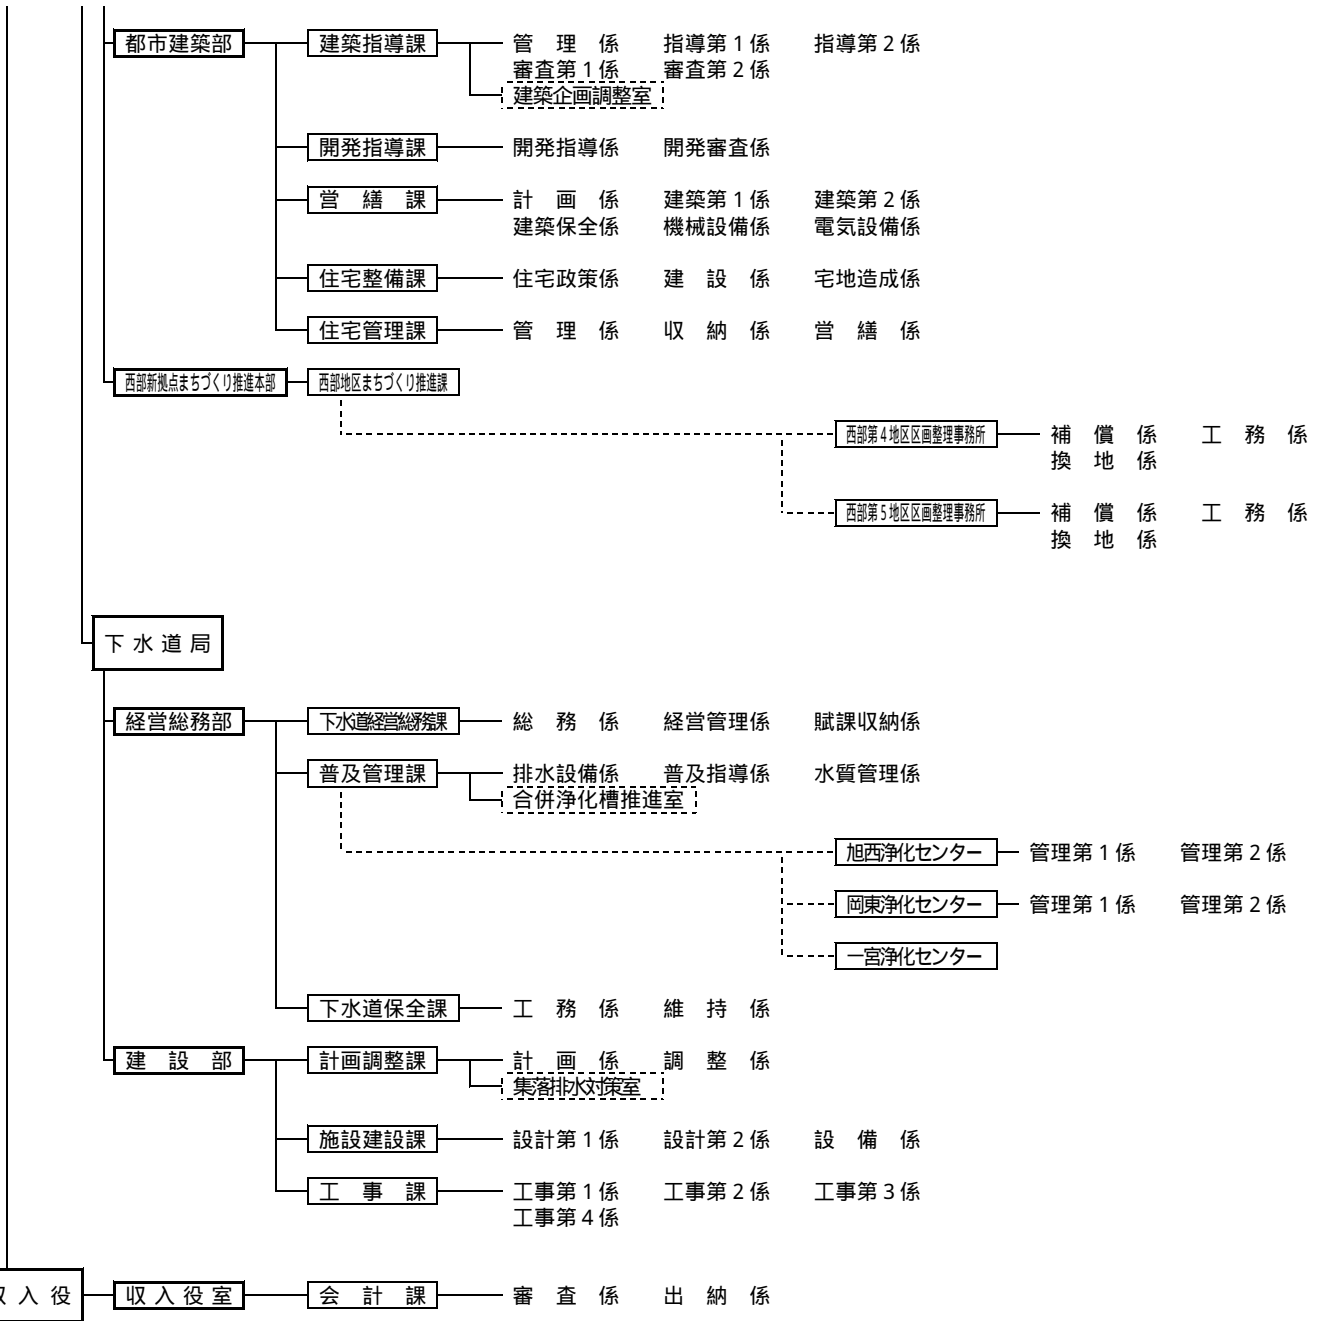 都市建築部 建築指導課 管理係 指導第1係 指導第2係
審査第1係 審査第2係
建築企画調整室
開発指導課 開発指導係 開発審査係
営繕課 計画係 建築第1係 建築第2係
建築保全係 機械設備係 電気設備係
住宅整備課 住宅政策係 建設係 宅地造成係
住宅管理課 管理係 収納係 営繕係
西部新拠点まちづくり推進本部 西部地区まちづくり推進課
西部第4地区区画整理事務所 補償係 工務係
換地係
西部第5地区区画整理事務所 補償係 工務係
換地係
下水道局
経営総務部 下水道経営総務課 総務係 経営管理係 賦課収納係
普及管理課 排水設備係 普及指導係 水質管理係
合併浄化槽推進室
旭西浄化センター 管理第1係 管理第2係
岡東浄化センター 管理第1係 管理第2係
一宮浄化センター
下水道保全課 工務係 維持係
建設部 計画調整課 計画係 調整係
集落排水対策室
施設建設課 設計第1係 設計第2係 設備係
工事課 工事第1係 工事第2係 工事第3係
工事第4係
収入役 収入役室 会計課 審査係 出納係